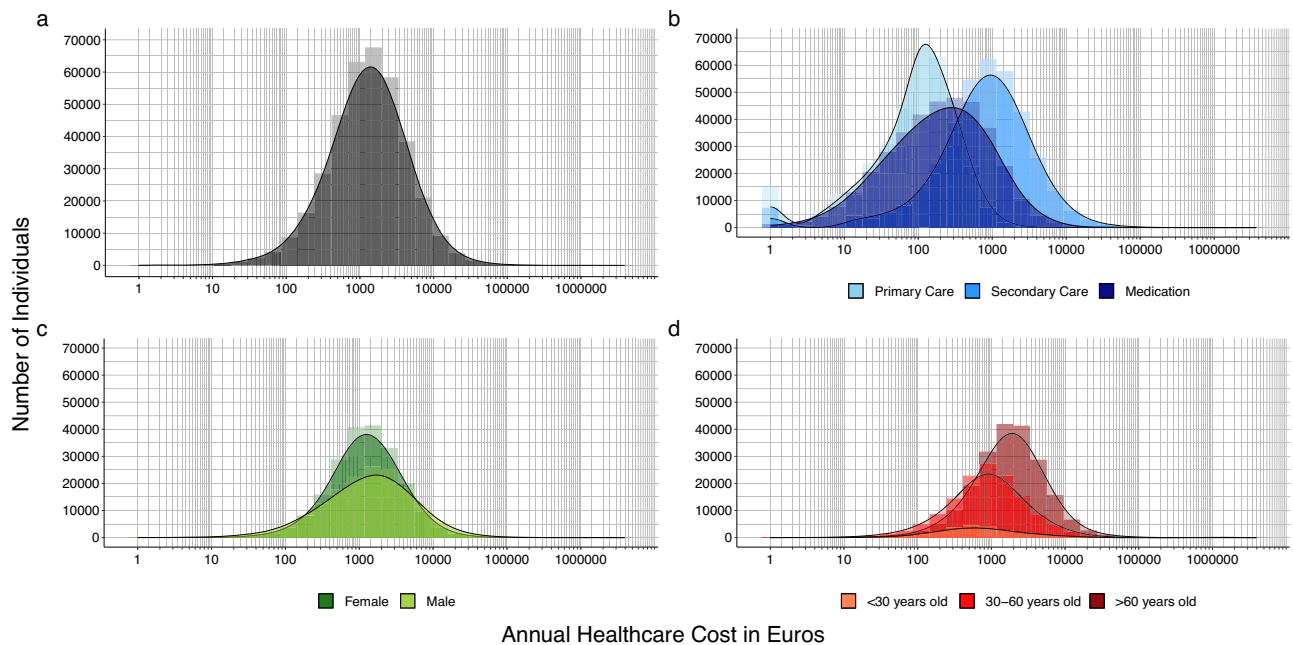 a
70000
60000
50000
40000
30000
20000
10000
0
1 10 100 1000 10000 100000 1000000
b
70000
60000
50000
40000
30000
20000
10000
0
1 10 100 1000 10000 100000 1000000
Primary Care Secondary Care Medication
Number of Individuals
c
70000
60000
50000
40000
30000
20000
10000
0
1 10 100 1000 10000 100000 1000000
Female Male
d
70000
60000
50000
40000
30000
20000
10000
0
1 10 100 1000 10000 100000 1000000
<30 years old 30−60 years old >60 years old
Annual Healthcare Cost in Euros